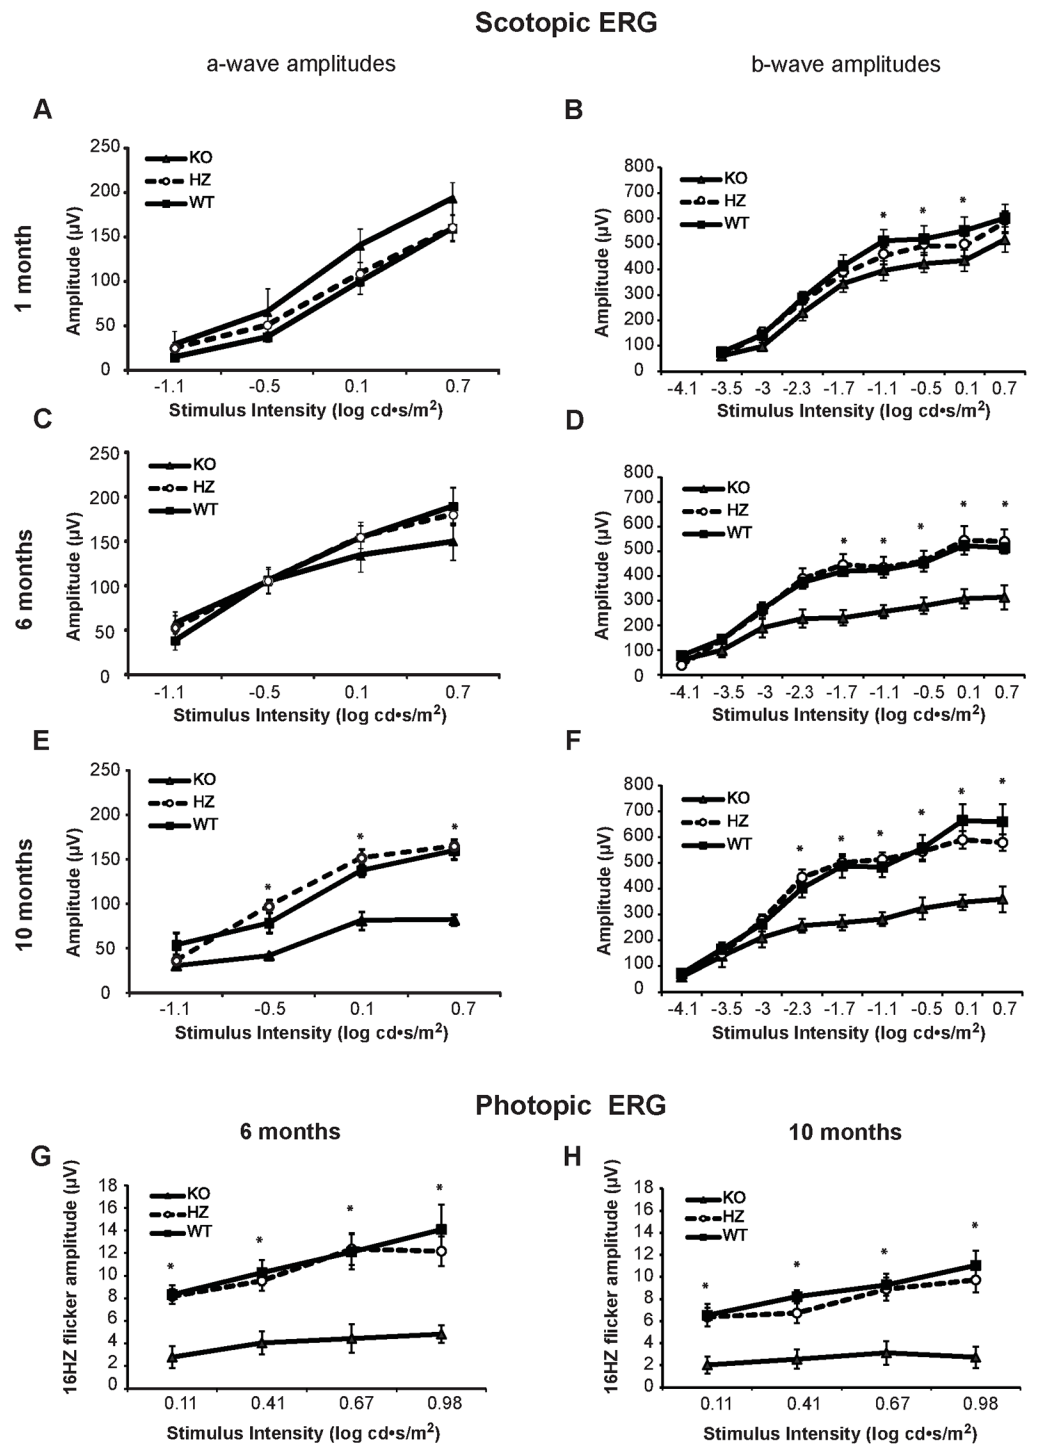 Scotopic ERG
a-wave amplitudes
b-wave amplitudes
A
1 month
Amplitude (µV)
250
200
150
100
50
0
KO
HZ
WT
-1.1 -0.5 0.1 0.7
Stimulus Intensity (log cd•s/m²)
B
Amplitude (µV)
800
700
600
500
400
300
200
100
0
KO
HZ
WT
* * *
-4.1 -3.5 -3 -2.3 -1.7 -1.1 -0.5 0.1 0.7
Stimulus Intensity (log cd•s/m²)
C
6 months
Amplitude (µV)
250
200
150
100
50
0
KO
HZ
WT
-1.1 -0.5 0.1 0.7
Stimulus Intensity (log cd•s/m²)
D
Amplitude (µV)
800
700
600
500
400
300
200
100
0
KO
HZ
WT
* * * * *
-4.1 -3.5 -3 -2.3 -1.7 -1.1 -0.5 0.1 0.7
Stimulus Intensity (log cd•s/m²)
E
10 months
Amplitude (µV)
250
200
150
100
50
0
KO
HZ
WT
* * *
-1.1 -0.5 0.1 0.7
Stimulus Intensity (log cd•s/m²)
F
Amplitude (µV)
800
700
600
500
400
300
200
100
0
KO
HZ
WT
* * * * * *
-4.1 -3.5 -3 -2.3 -1.7 -1.1 -0.5 0.1 0.7
Stimulus Intensity (log cd•s/m²)
Photopic ERG
6 months
10 months
G
16HZ flicker amplitude (µV)
18
16
14
12
10
8
6
4
2
0
KO
HZ
WT
* * * *
0.11 0.41 0.67 0.98
Stimulus Intensity (log cd•s/m²)
H
16HZ flicker amplitude (µV)
18
16
14
12
10
8
6
4
2
0
KO
HZ
WT
* * * *
0.11 0.41 0.67 0.98
Stimulus Intensity (log cd•s/m²)